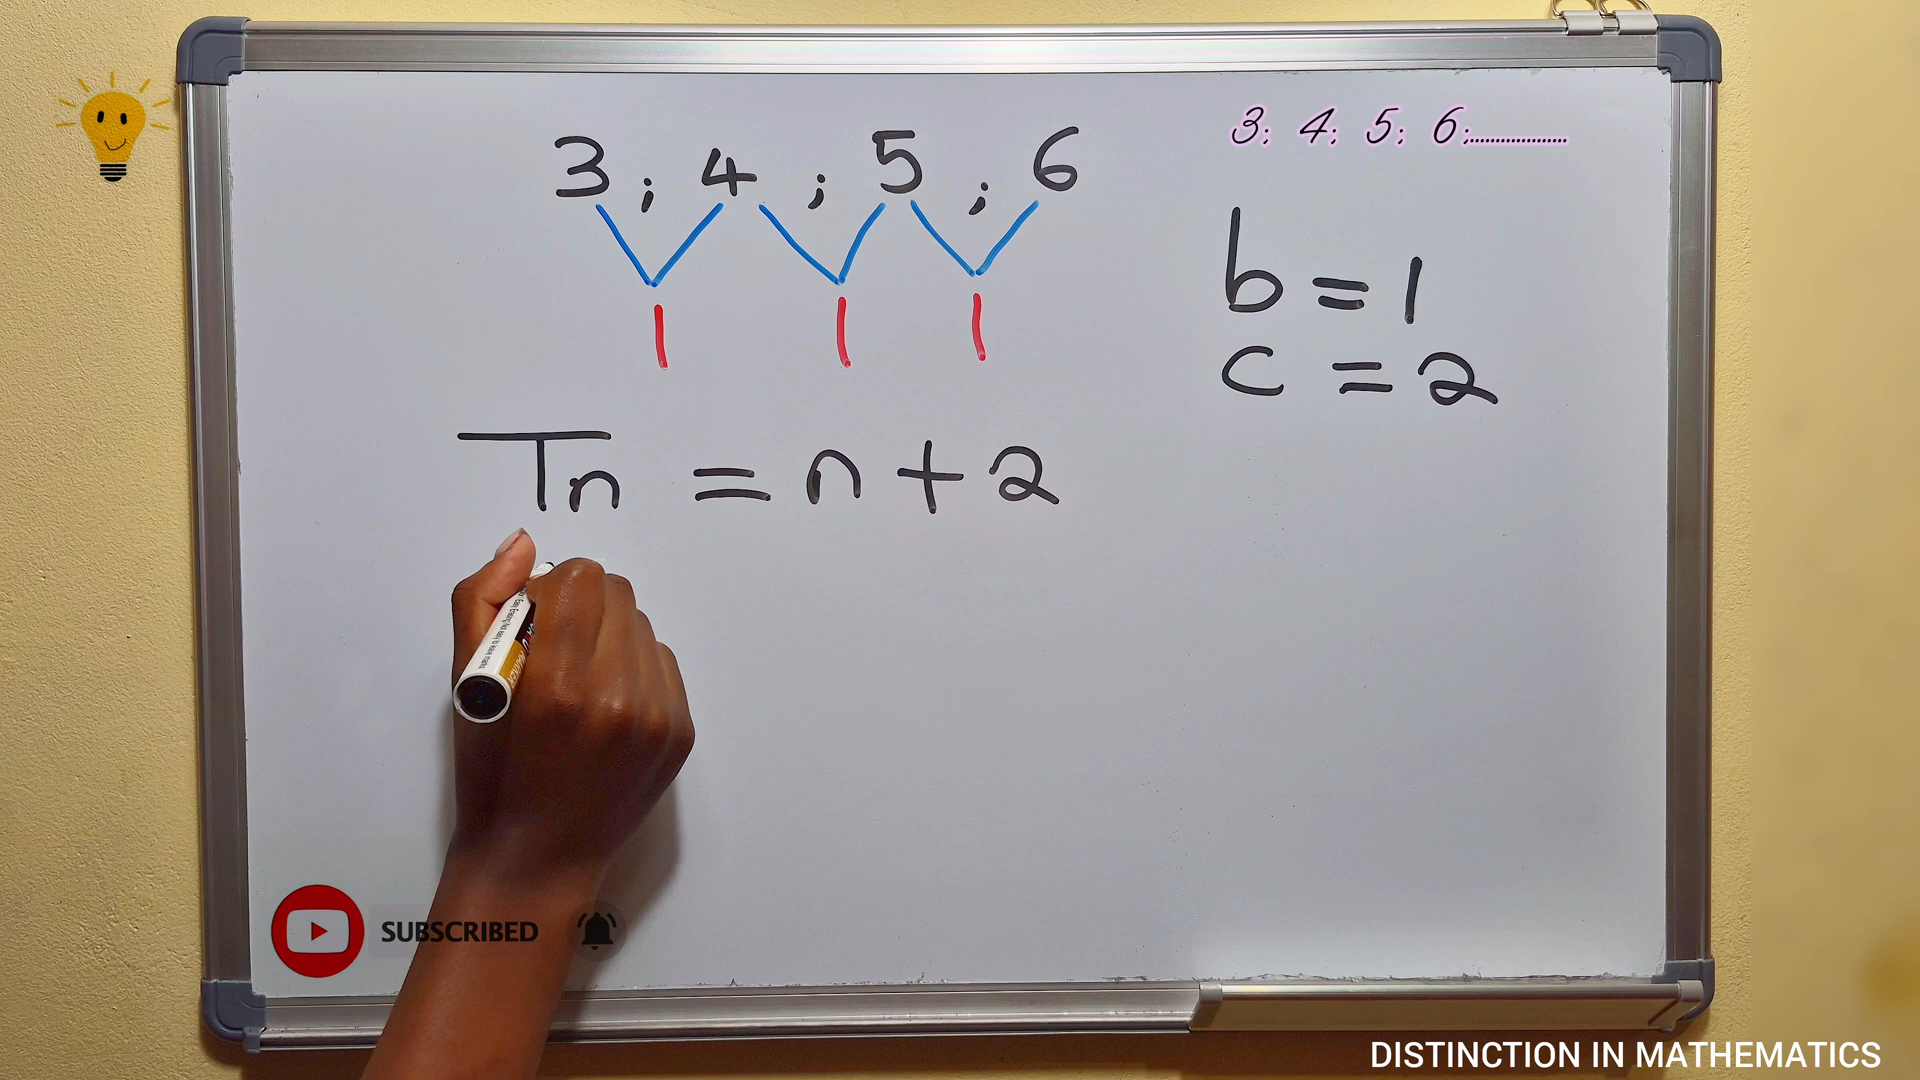 3 ; 4 ; 5 ; 6
3; 4; 5; 6;....................
1 1 1
b = 1
c = 2
Tn = n + 2
SUBSCRIBED
DISTINCTION IN MATHEMATICS